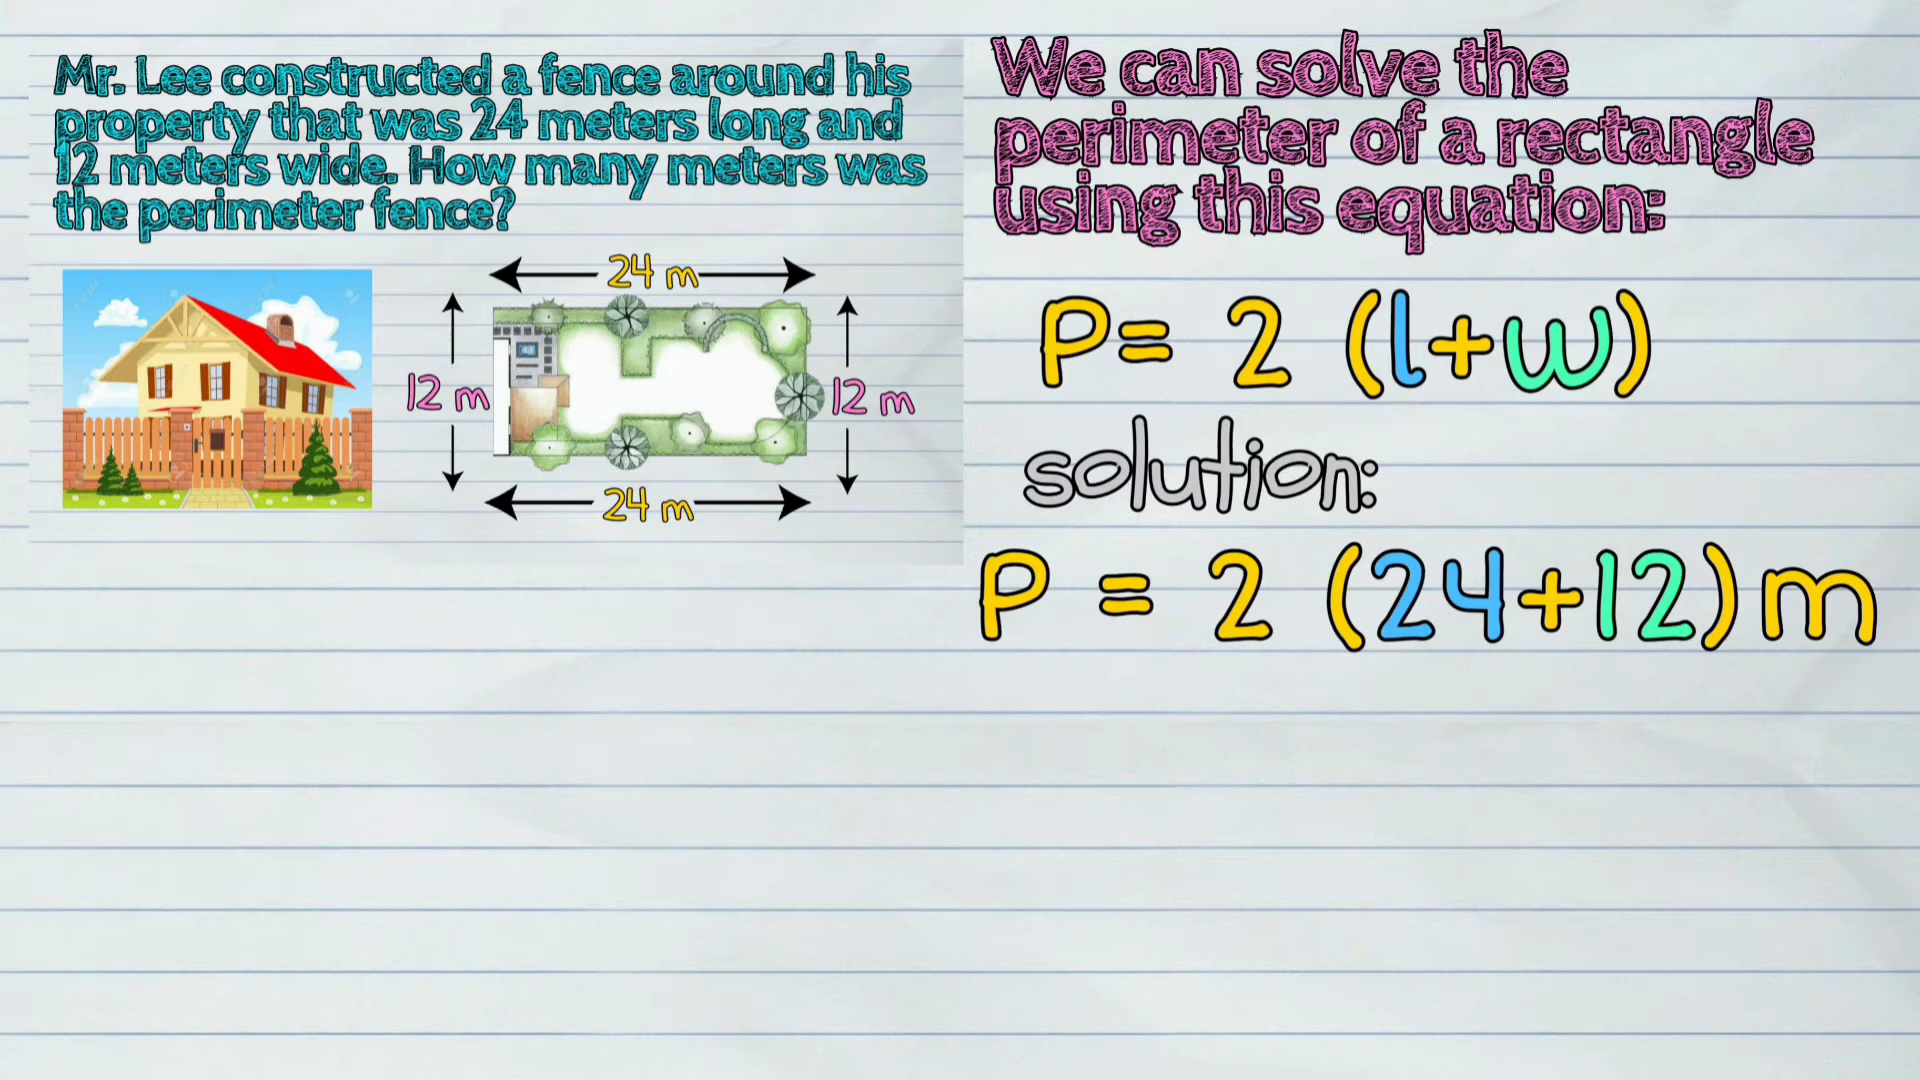 Mr. Lee constructed a fence around his
property that was 24 meters long and
12 meters wide. How many meters was
the perimeter fence?
24 m
12 m
12 m
24 m
We can solve the
perimeter of a rectangle
using this equation:
P= 2 (l+w)
solution:
P = 2 (24+12)m